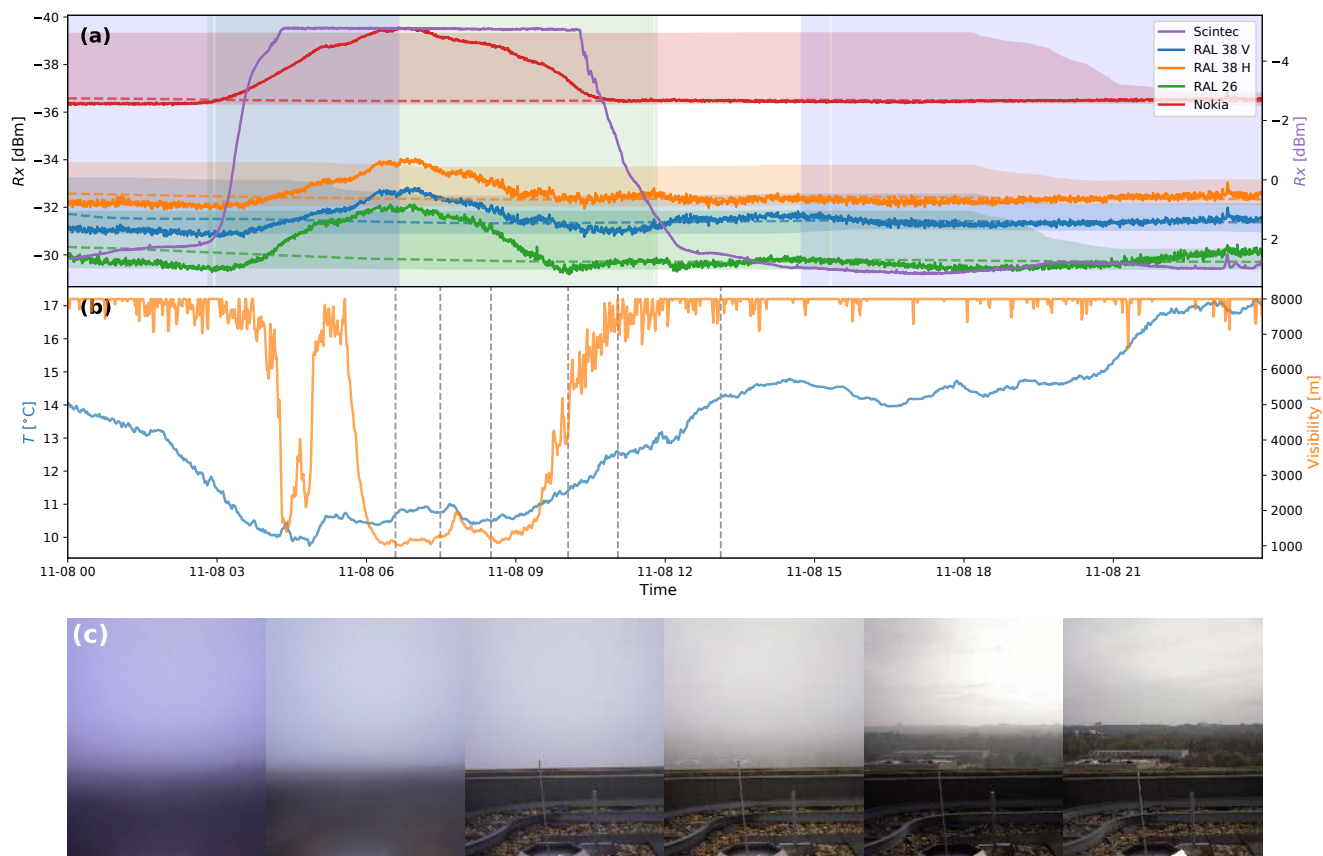 (a)
Scintec
RAL 38 V
RAL 38 H
RAL 26
Nokia
−40
−38
−36
−34
−32
−30
Rx [dBm]
−4
−2
0
2
Rx [dBm]
(b)
17
16
15
14
13
12
11
10
T [°C]
8000
7000
6000
5000
4000
3000
2000
1000
Visibility [m]
11-08 00 11-08 03 11-08 06 11-08 09 11-08 12 11-08 15 11-08 18 11-08 21
Time
(c)